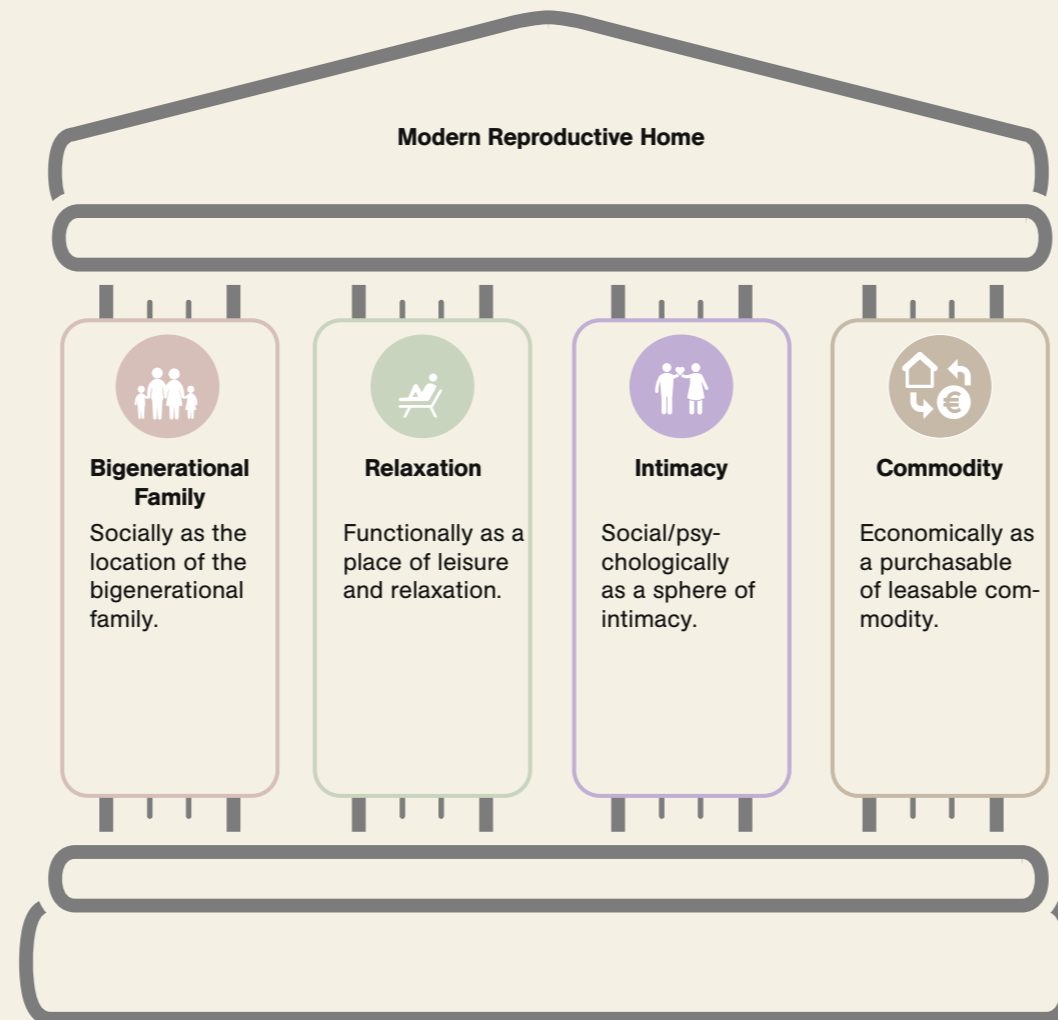 Modern Reproductive Home
Bigenerational
Family
Socially as the
location of the
bigenerational
family.
Relaxation
Functionally as a
place of leisure
and relaxation.
Intimacy
Social/psy-
chologically
as a sphere of
intimacy.
Commodity
Economically as
a purchasable
of leasable com-
modity.